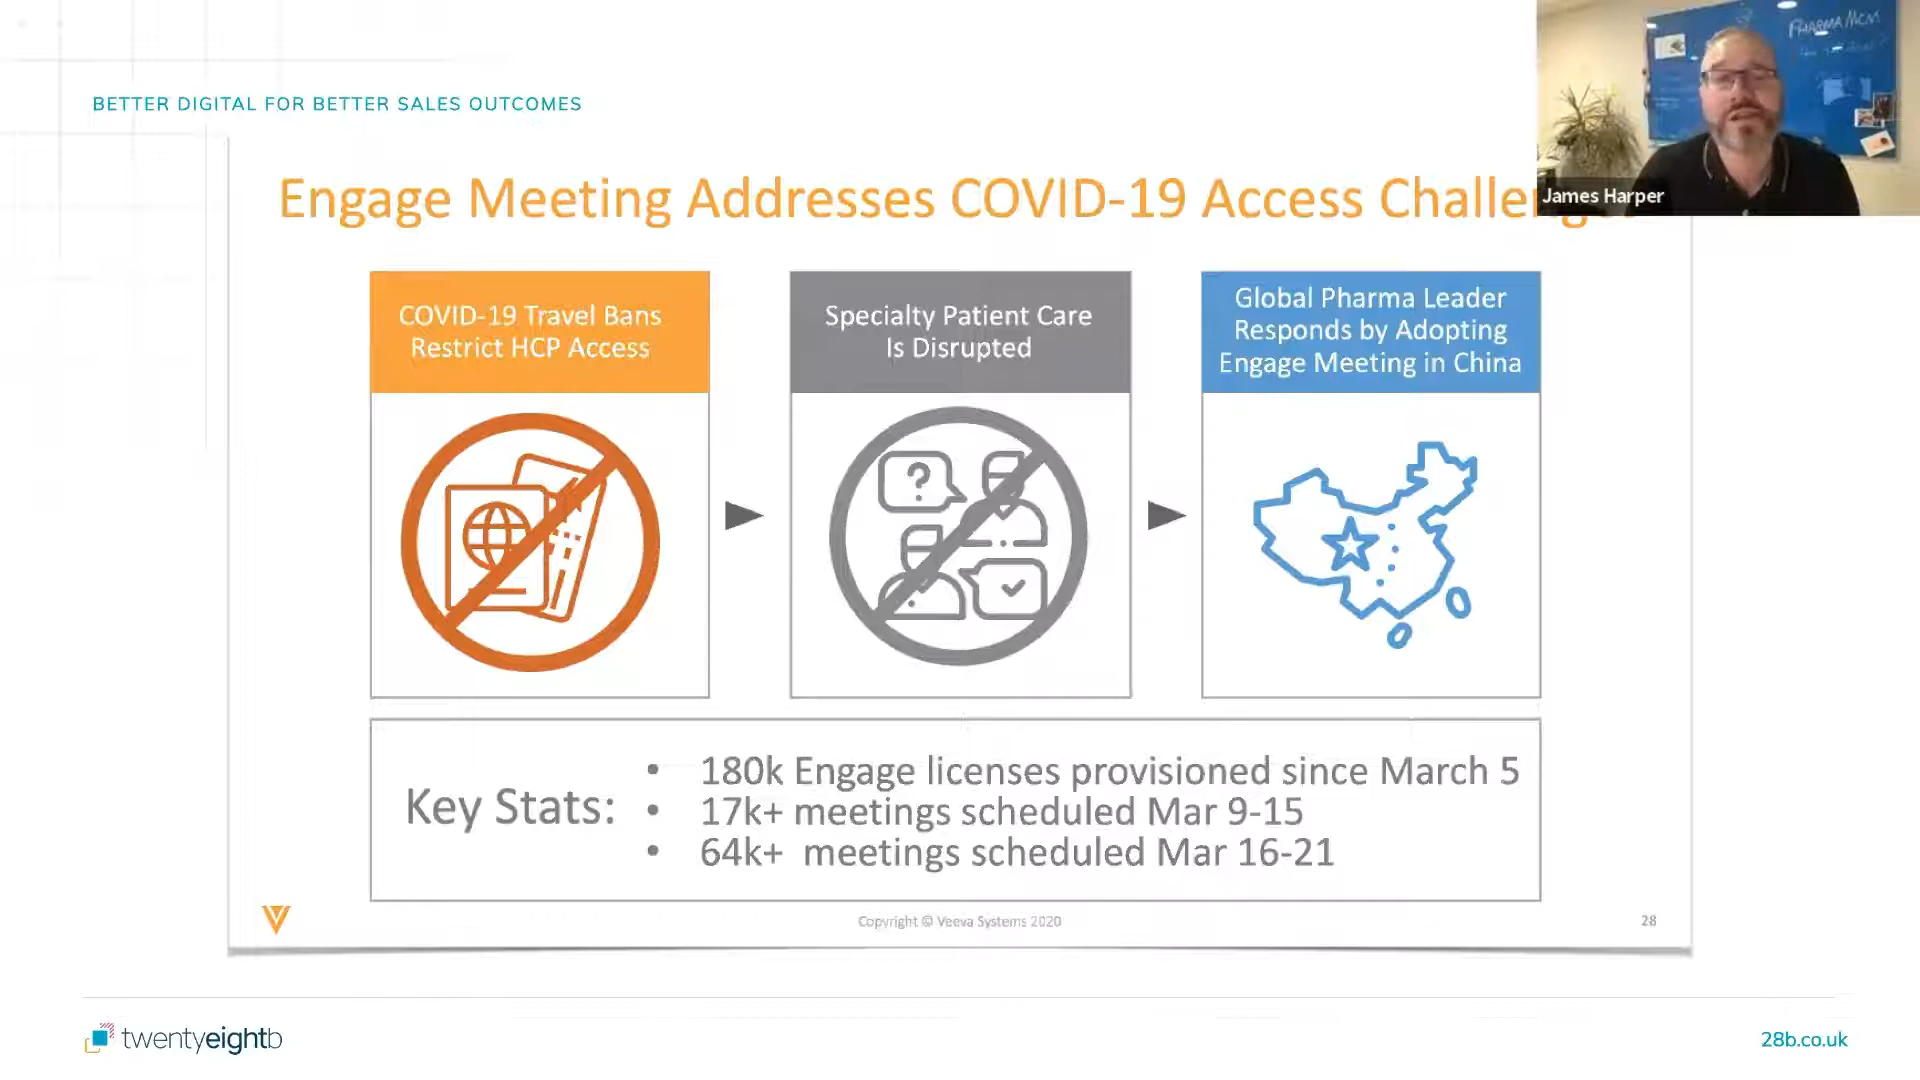 BETTER DIGITAL FOR BETTER SALES OUTCOMES
PHARMA MCM
James Harper
Engage Meeting Addresses COVID-19 Access
COVID-19 Travel Bans
Restrict HCP Access
Specialty Patient Care
Is Disrupted
Global Pharma Leader
Responds by Adopting
Engage Meeting in China
?
Key Stats:
• 180k Engage licenses provisioned since March 5
• 17k+ meetings scheduled Mar 9-15
• 64k+ meetings scheduled Mar 16-21
Copyright © Veeva Systems 2020
28
twentyeightb
28b.co.uk